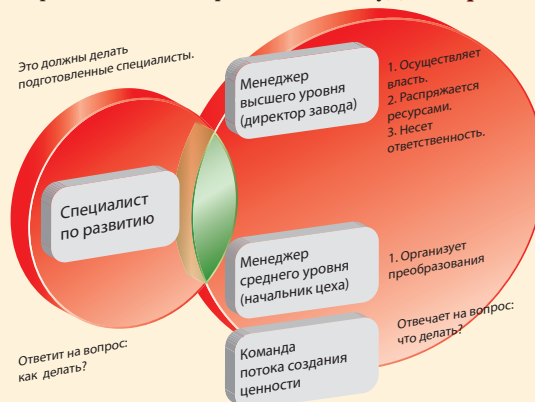 Это должны делать
подготовленные специалисты.
Менеджер
высшего уровня
(директор завода)
1. Осуществляет
власть.
2. Распряжается
ресурсами.
3. Несет
ответственность.
Специалист
по развитию
Менеджер
среднего уровня
(начальник цеха)
1. Организует
преобразования
Ответит на вопрос:
как делать?
Команда
потока создания
ценности
Отвечает на вопрос:
что делать?